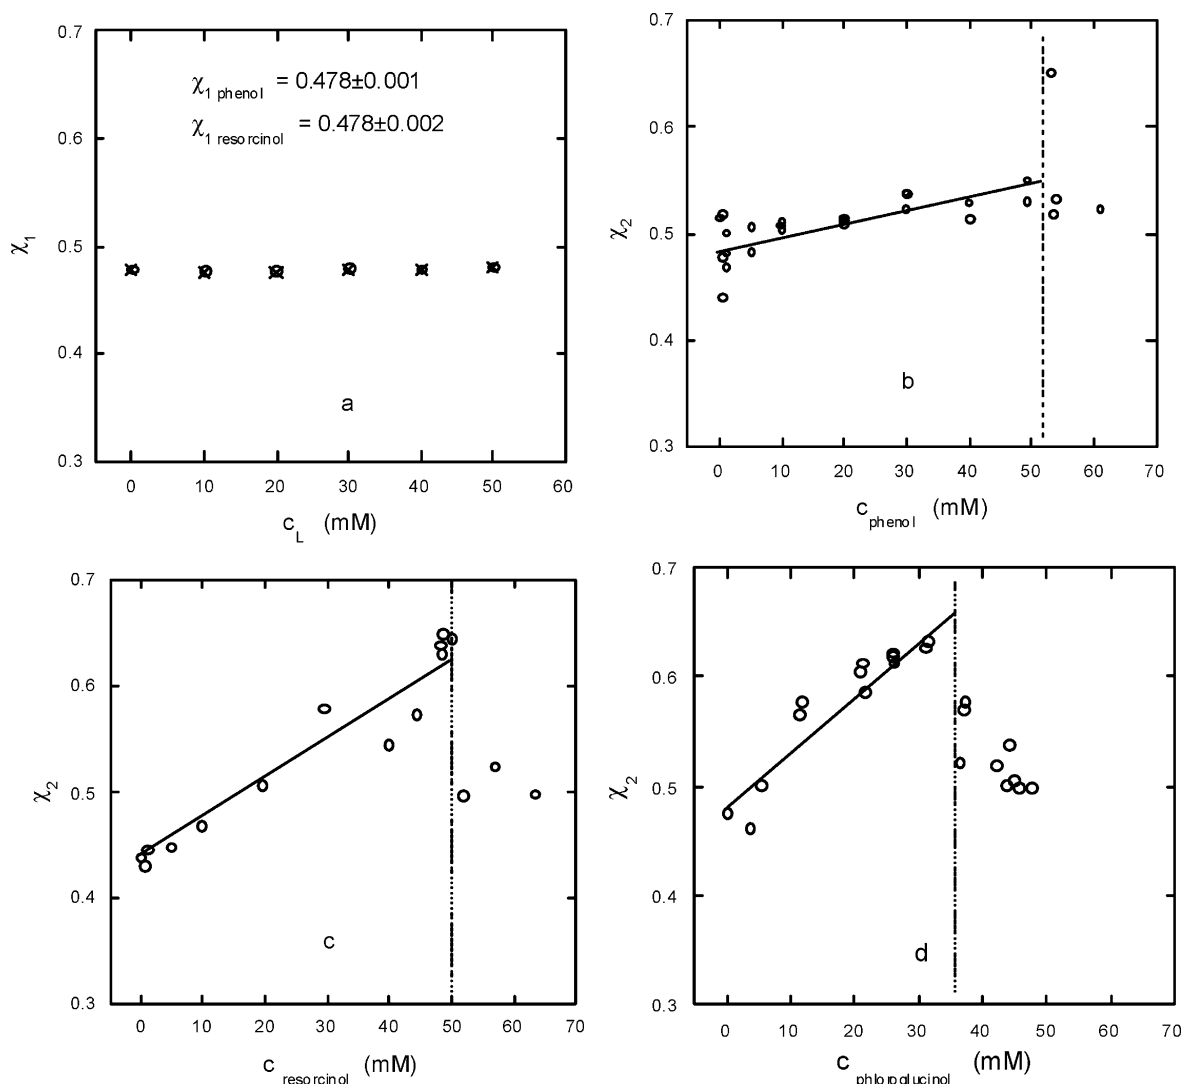 0.7
0.6
0.5
0.4
0.3
χ1
χ1 phenol = 0.478±0.001
χ1 resorcinol = 0.478±0.002
a
0 10 20 30 40 50 60
cL (mM)
0.7
0.6
0.5
0.4
0.3
χ2
b
0 10 20 30 40 50 60 70
cphenol (mM)
0.7
0.6
0.5
0.4
0.3
χ2
c
0 10 20 30 40 50 60 70
cresorcinol (mM)
0.7
0.6
0.5
0.4
0.3
χ2
d
0 10 20 30 40 50 60 70
cphloroglucinol (mM)